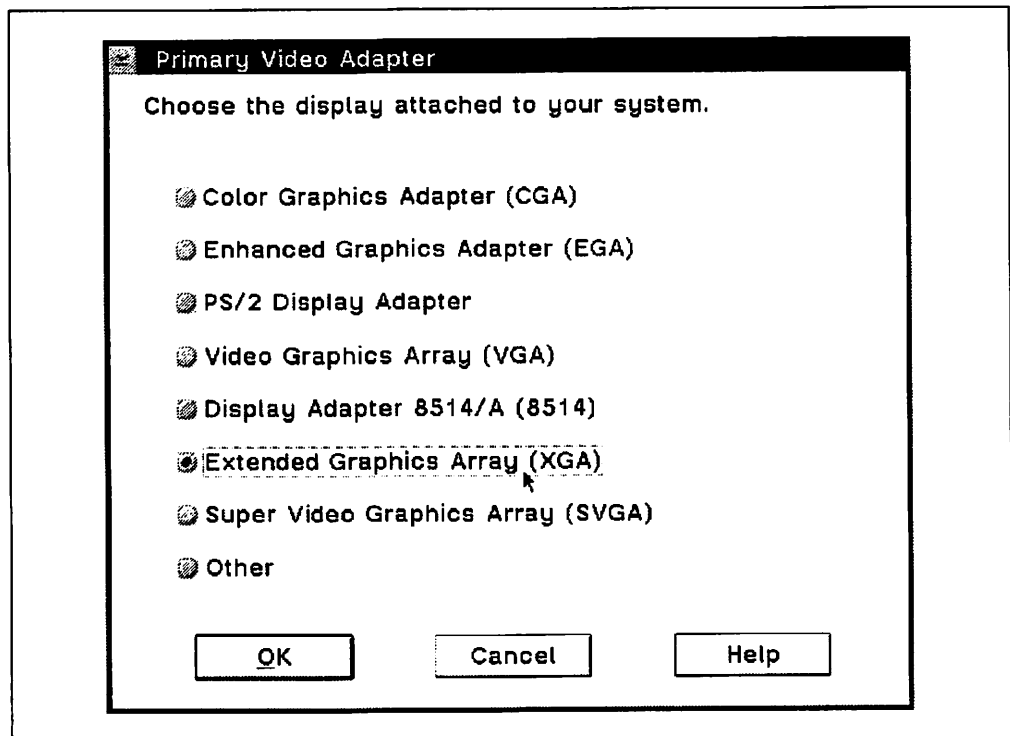 Primary Video Adapter
Choose the display attached to your system.
Color Graphics Adapter (CGA)
Enhanced Graphics Adapter (EGA)
PS/2 Display Adapter
Video Graphics Array (VGA)
Display Adapter 8514/A (8514)
Extended Graphics Array (XGA)
Super Video Graphics Array (SVGA)
Other
OK Cancel Help